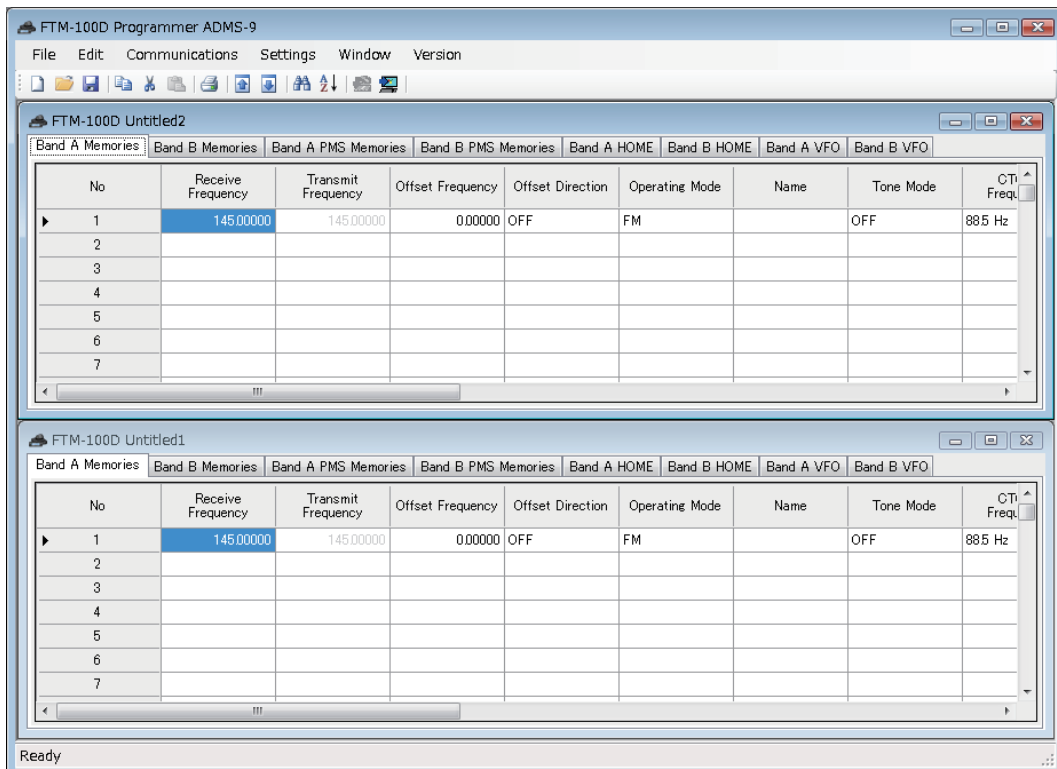 FTM-100D Programmer ADMS-9
File Edit Communications Settings Window Version
FTM-100D Untitled2
Band A Memories Band B Memories Band A PMS Memories Band B PMS Memories Band A HOME Band B HOME Band A VFO Band B VFO
No Receive Frequency Transmit Frequency Offset Frequency Offset Direction Operating Mode Name Tone Mode
1 145.00000 145.00000 0.00000 OFF FM OFF 88.5 Hz
2
3
4
5
6
7
FTM-100D Untitled1
Band A Memories Band B Memories Band A PMS Memories Band B PMS Memories Band A HOME Band B HOME Band A VFO Band B VFO
No Receive Frequency Transmit Frequency Offset Frequency Offset Direction Operating Mode Name Tone Mode
1 145.00000 145.00000 0.00000 OFF FM OFF 88.5 Hz
2
3
4
5
6
7
Ready